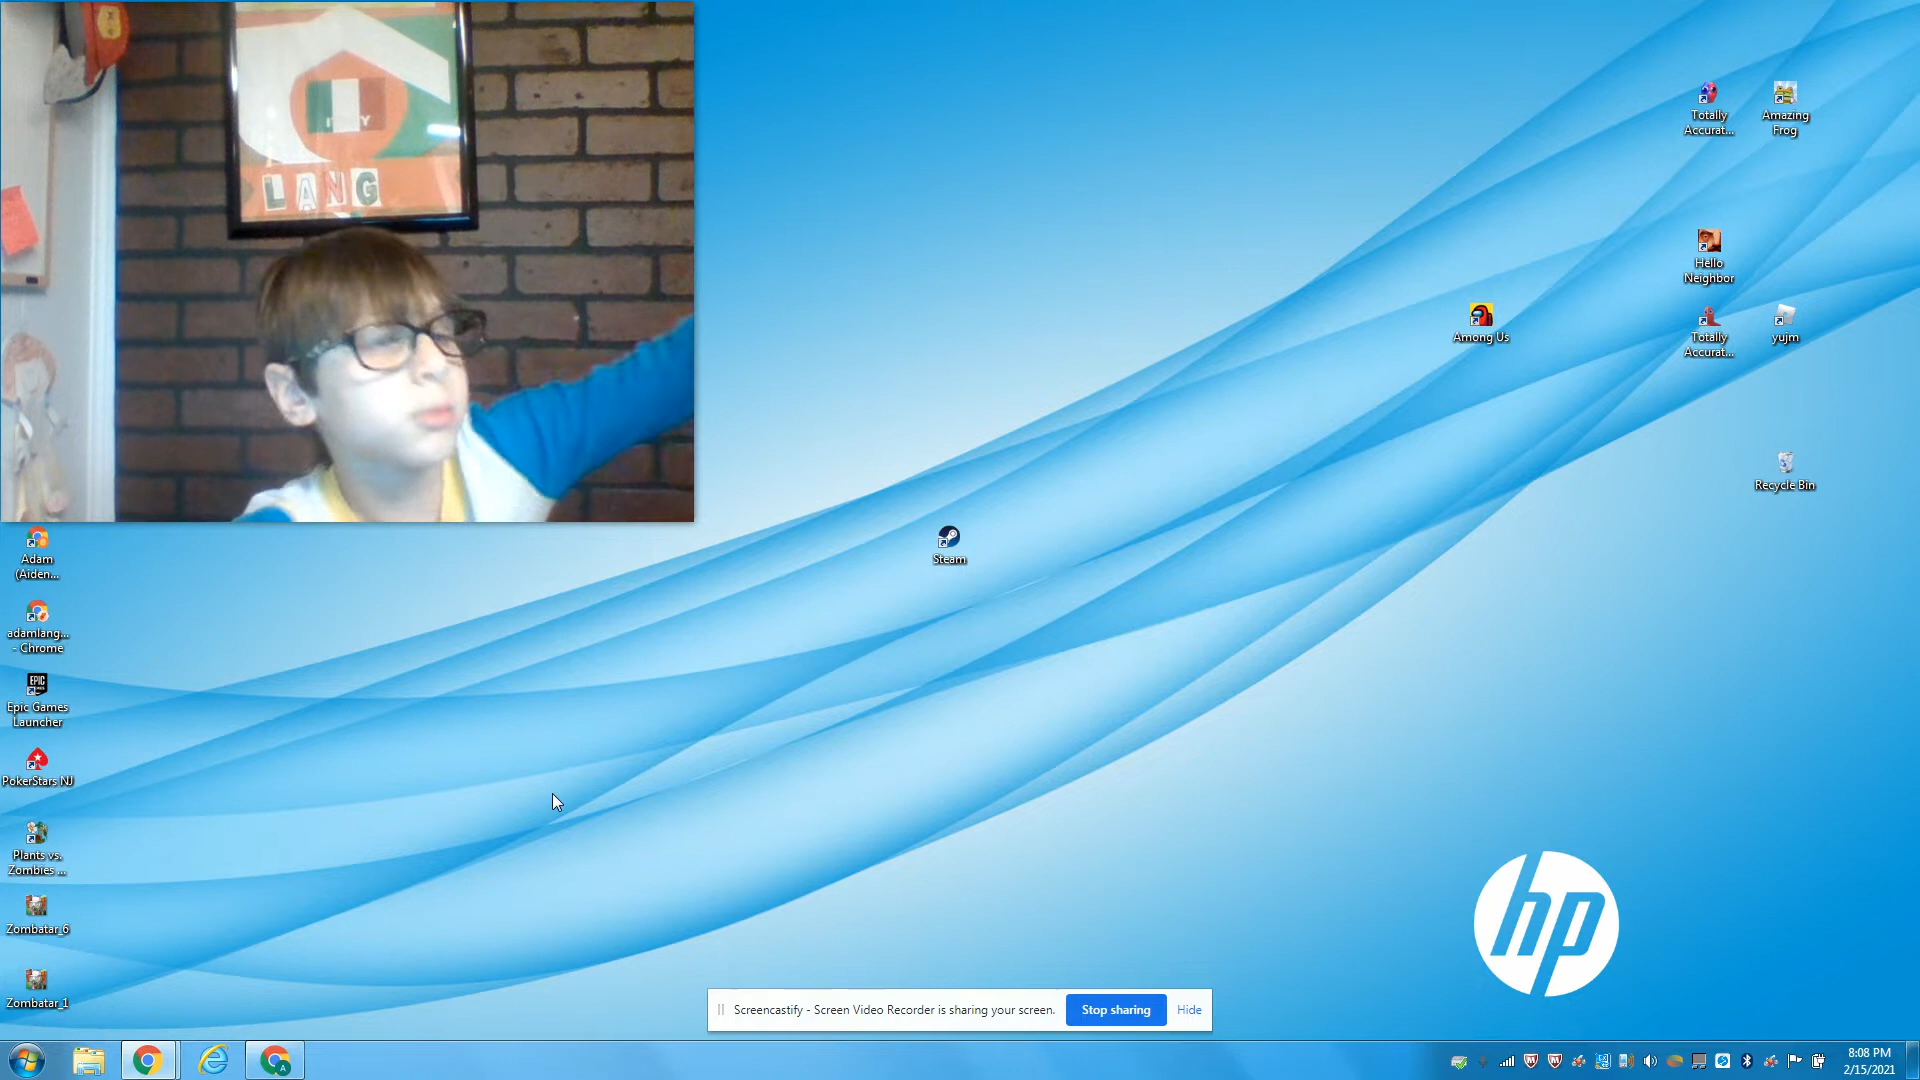 ITALY
LANG
Totally
Accurat...
Amazing
Frog
Hello
Neighbor
Among Us
Totally
Accurat...
yujm
Recycle Bin
Steam
Adam
(Aiden...
adamlang...
- Chrome
EPIC
Epic Games
Launcher
PokerStars NJ
Plants vs.
Zombies ...
Zombatar_6
Zombatar_1
hp
Screencastify - Screen Video Recorder is sharing your screen.
Stop sharing
Hide
A
8:08 PM
2/15/2021